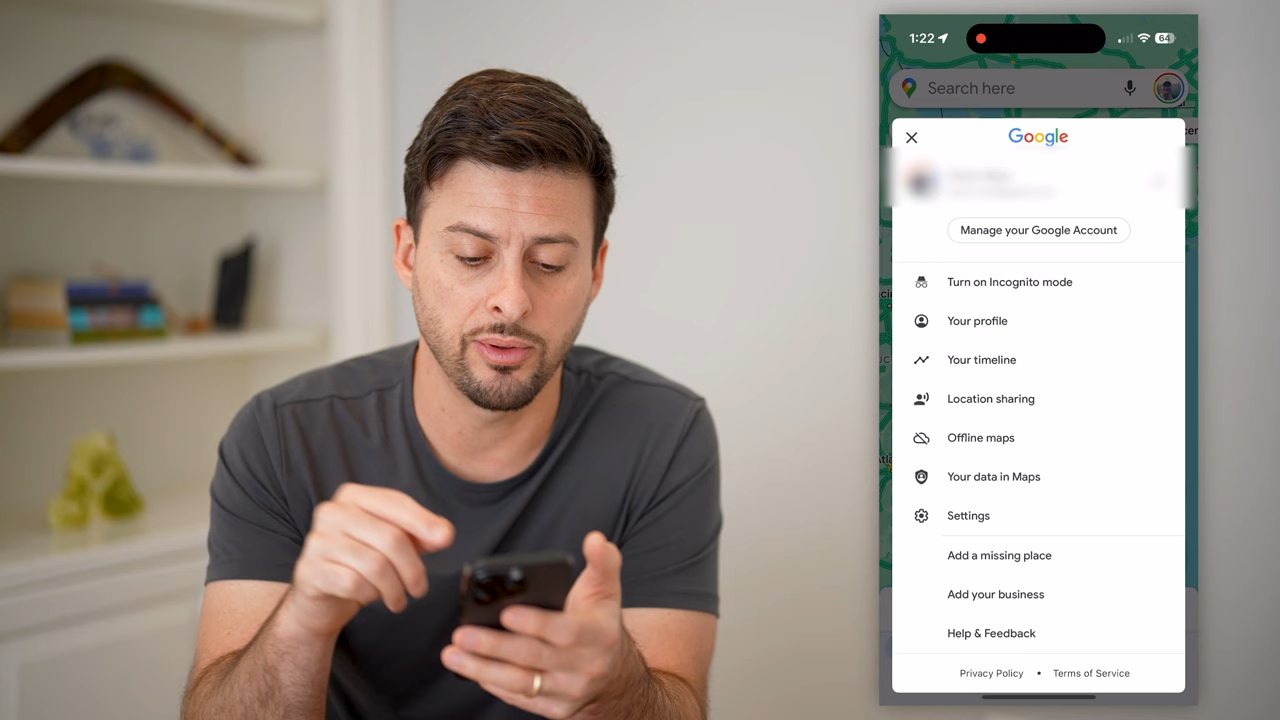 1:22
64
Search here
Google
Manage your Google Account
Turn on Incognito mode
Your profile
Your timeline
Location sharing
Offline maps
Your data in Maps
Settings
Add a missing place
Add your business
Help & Feedback
Privacy Policy • Terms of Service